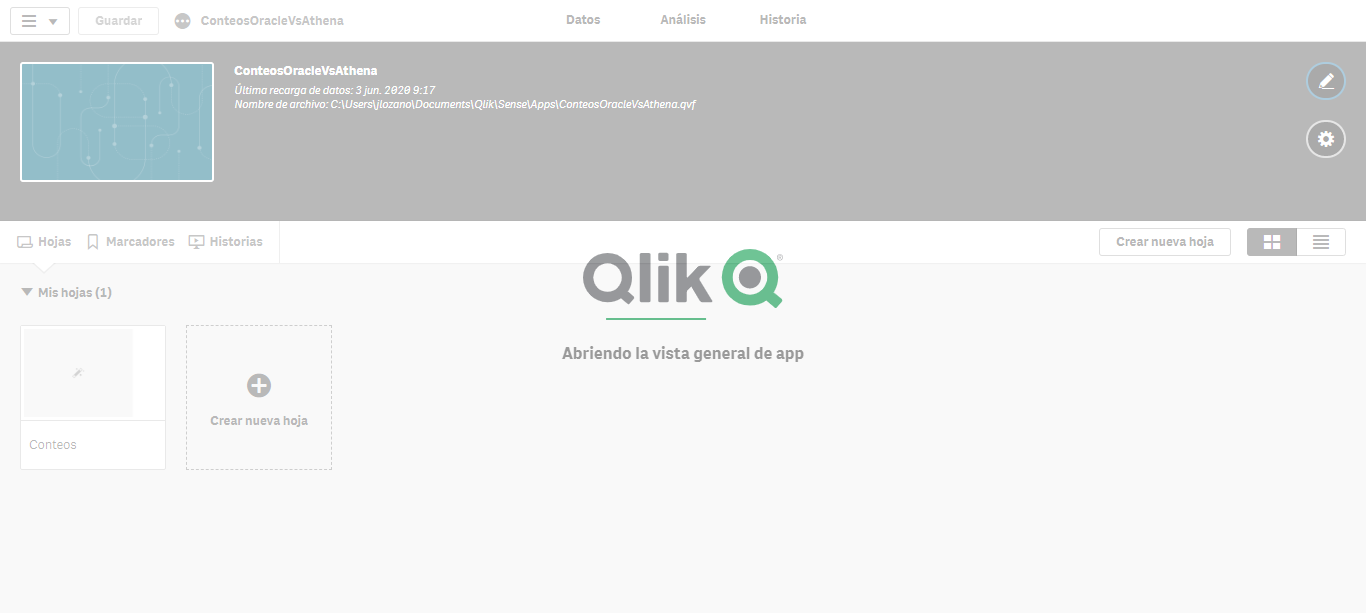 Guardar
ConteosOracleVsAthena
Datos
Análisis
Historia
ConteosOracleVsAthena
Última recarga de datos: 3 jun. 2020 9:17
Nombre de archivo: C:\Users\jlozano\Documents\Qlik\Sense\Apps\ConteosOracleVsAthena.qvf
Hojas
Marcadores
Historias
Crear nueva hoja
Qlik
®
Mis hojas (1)
Abriendo la vista general de app
Crear nueva hoja
Conteos